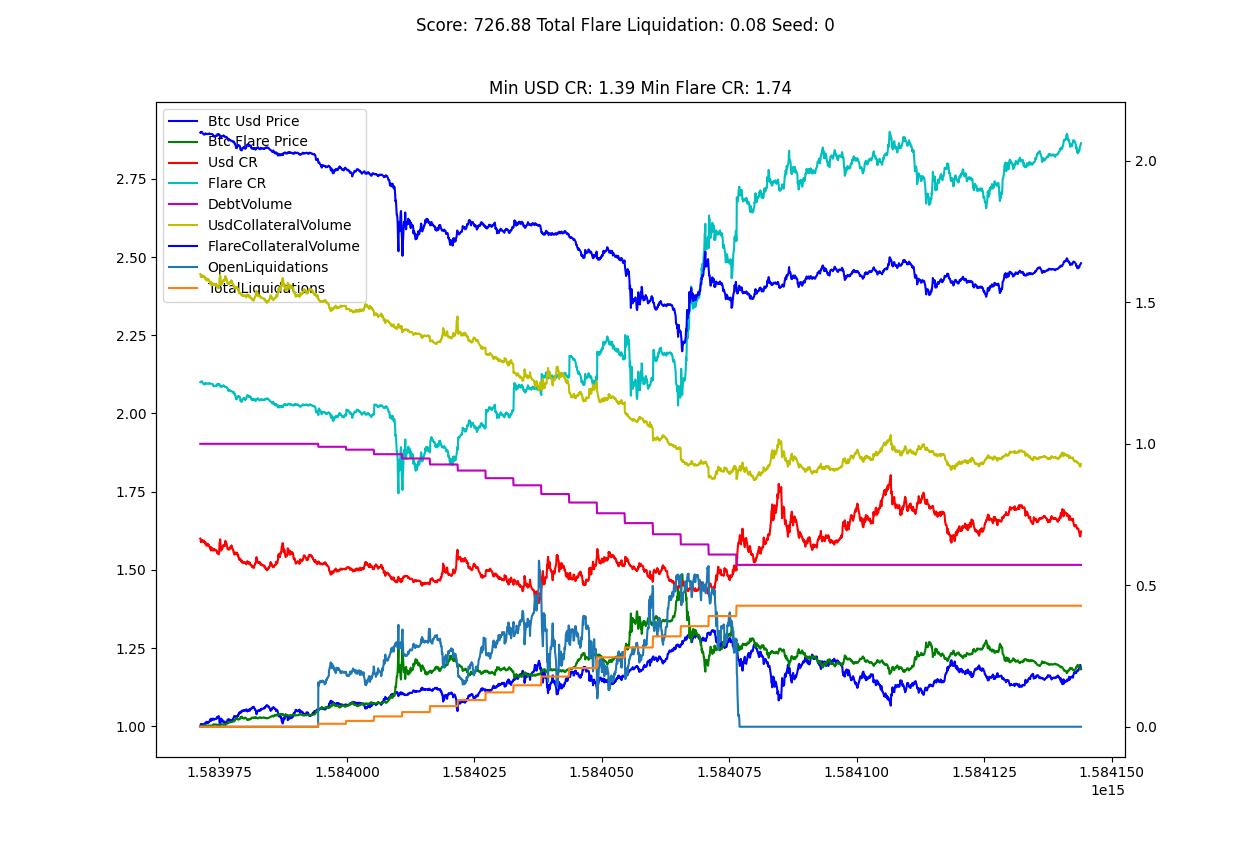 Score: 726.88 Total Flare Liquidation: 0.08 Seed: 0
Min USD CR: 1.39 Min Flare CR: 1.74
Btc Usd Price
Btc Flare Price
Usd CR
Flare CR
DebtVolume
UsdCollateralVolume
FlareCollateralVolume
OpenLiquidations
TotalLiquidations
2.75
2.50
2.25
2.00
1.75
1.50
1.25
1.00
2.0
1.5
1.0
0.5
0.0
1.583975 1.584000 1.584025 1.584050 1.584075 1.584100 1.584125 1.584150
1e15